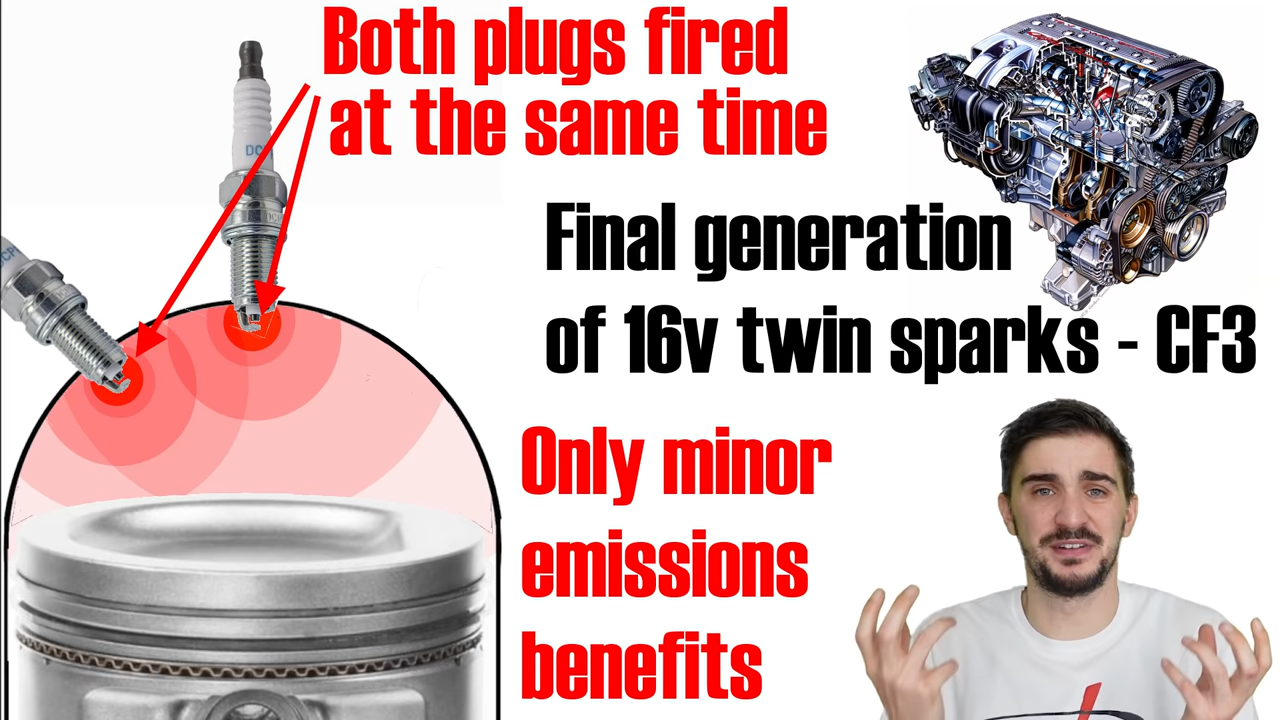 Both plugs fired
at the same time
Final generation
of 16v twin sparks - CF3
Only minor
emissions
benefits